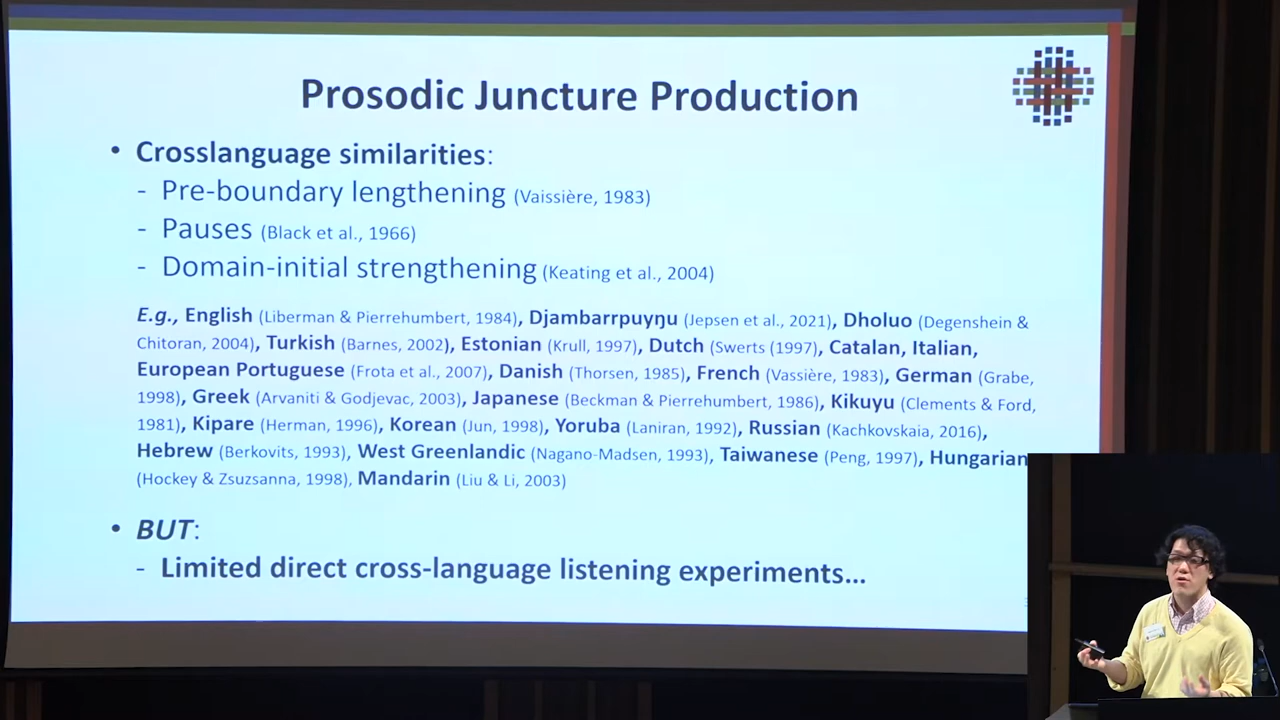 Prosodic Juncture Production
• Crosslanguage similarities:
- Pre-boundary lengthening (Vaissière, 1983)
- Pauses (Black et al., 1966)
- Domain-initial strengthening (Keating et al., 2004)
E.g., English (Liberman & Pierrehumbert, 1984), Djambarrpuyŋu (Jepsen et al., 2021), Dholuo (Degenshein &
Chitoran, 2004), Turkish (Barnes, 2002), Estonian (Krull, 1997), Dutch (Swerts (1997), Catalan, Italian,
European Portuguese (Frota et al., 2007), Danish (Thorsen, 1985), French (Vassière, 1983), German (Grabe,
1998), Greek (Arvaniti & Godjevac, 2003), Japanese (Beckman & Pierrehumbert, 1986), Kikuyu (Clements & Ford,
1981), Kipare (Herman, 1996), Korean (Jun, 1998), Yoruba (Laniran, 1992), Russian (Kachkovskaia, 2016),
Hebrew (Berkovits, 1993), West Greenlandic (Nagano-Madsen, 1993), Taiwanese (Peng, 1997), Hungarian
(Hockey & Zsuzsanna, 1998), Mandarin (Liu & Li, 2003)
• BUT:
- Limited direct cross-language listening experiments…